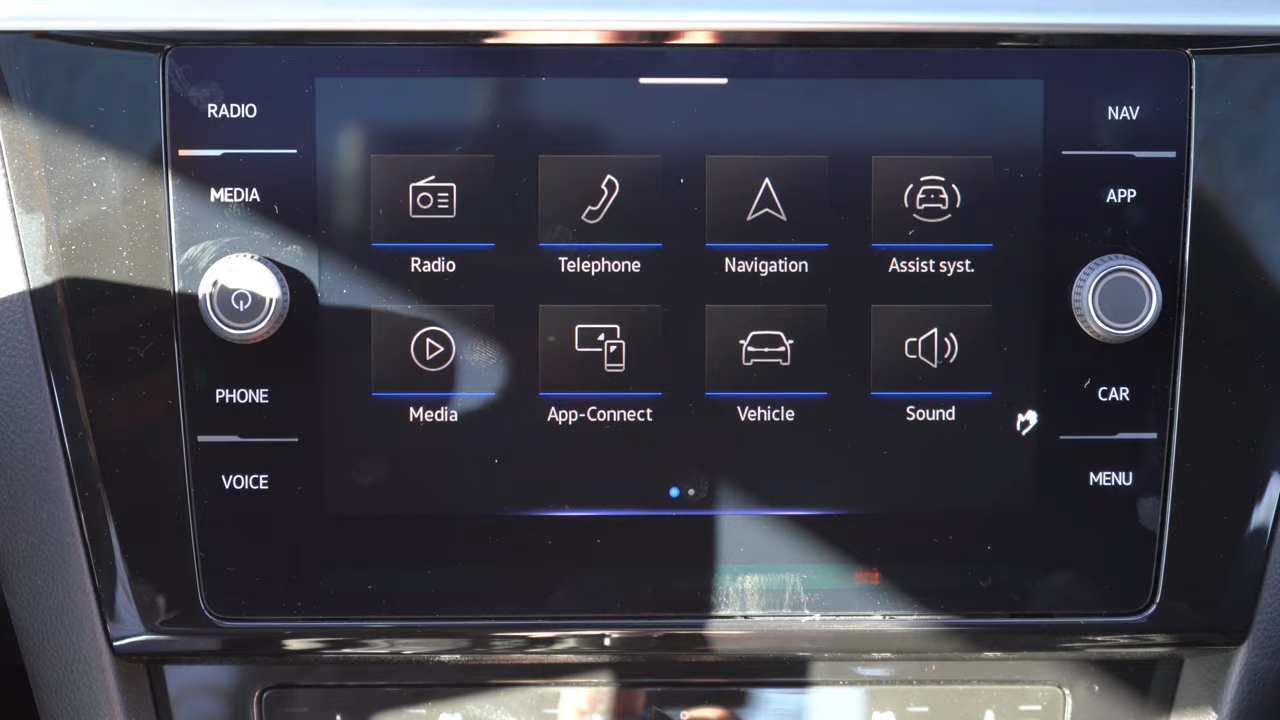 RADIO
MEDIA
PHONE
VOICE
Radio
Telephone
Navigation
Assist syst.
Media
App-Connect
Vehicle
Sound
NAV
APP
CAR
MENU